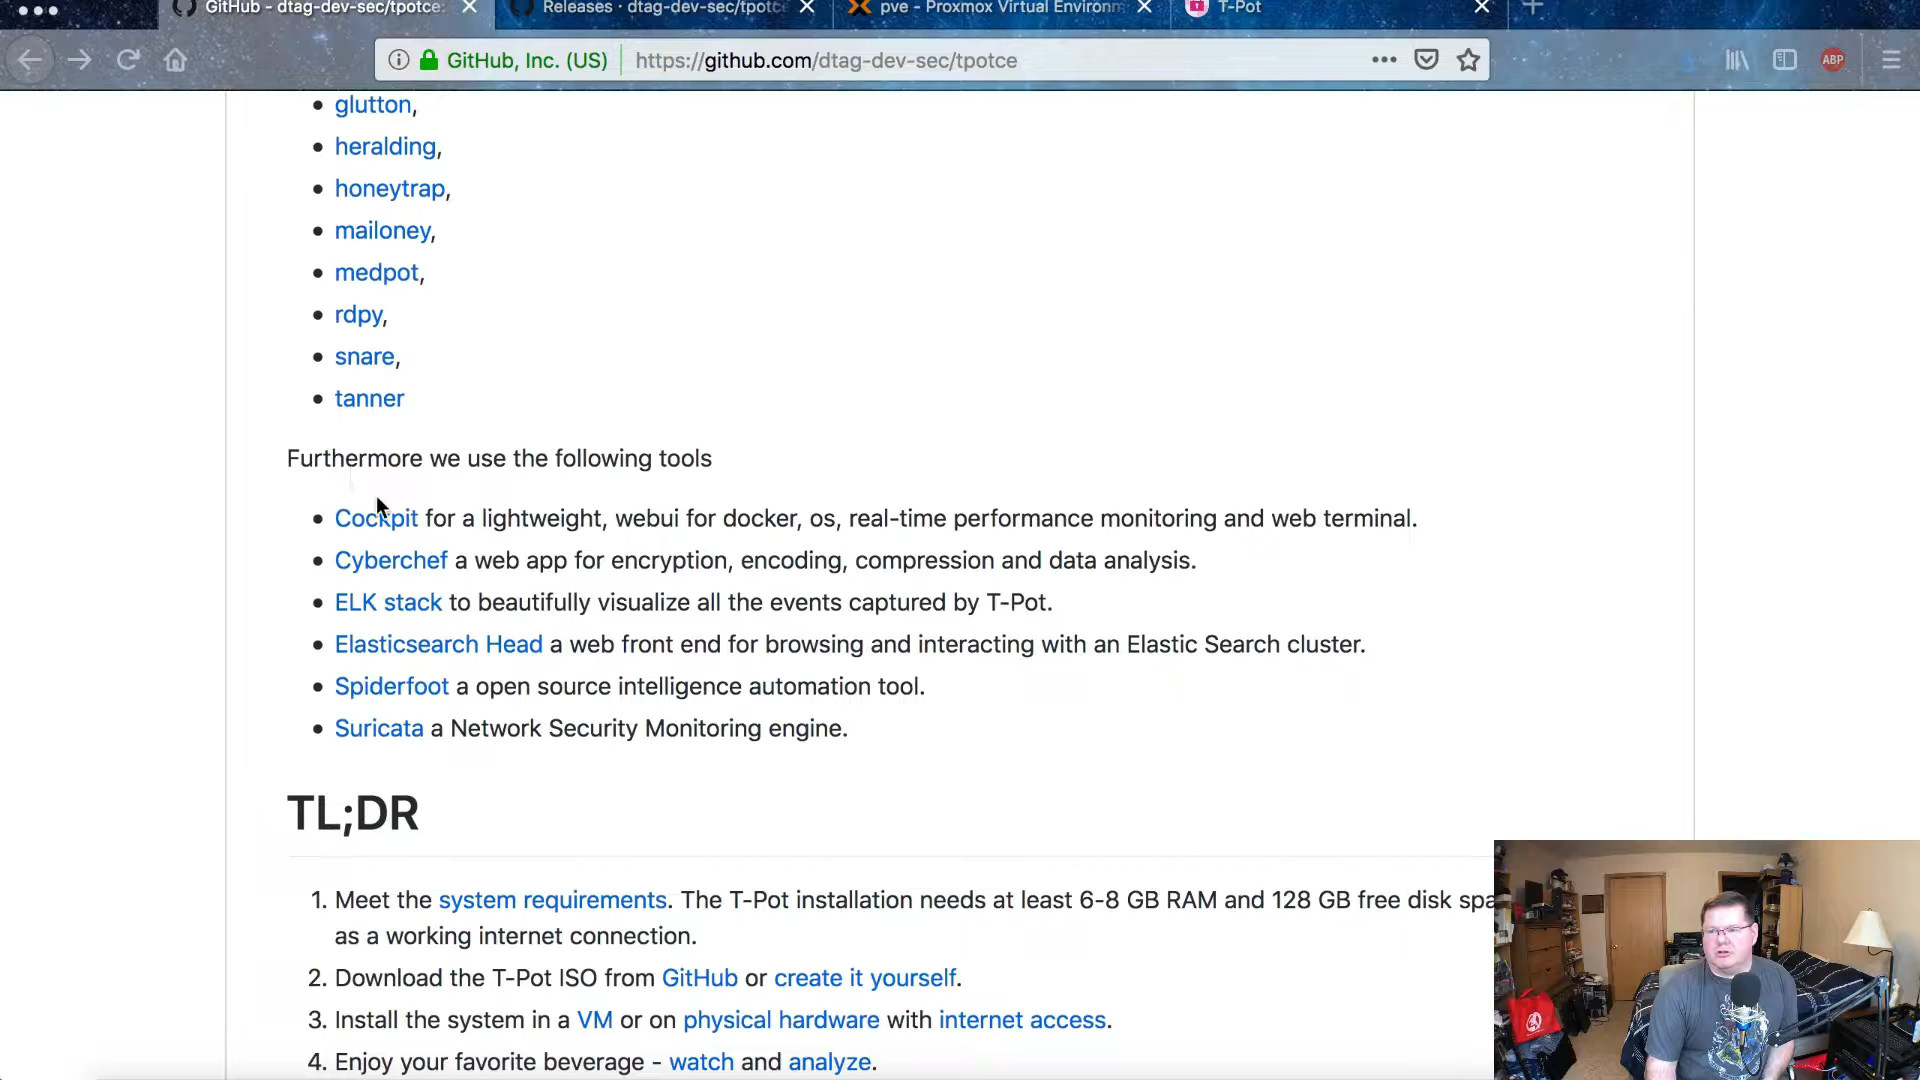 GitHub - dtag-dev-sec/tpotce:
Releases · dtag-dev-sec/tpotce
pve - Proxmox Virtual Environm
T-Pot
GitHub, Inc. (US)
https://github.com/dtag-dev-sec/tpotce
ABP
glutton,
heralding,
honeytrap,
mailoney,
medpot,
rdpy,
snare,
tanner
Furthermore we use the following tools
Cockpit for a lightweight, webui for docker, os, real-time performance monitoring and web terminal.
Cyberchef a web app for encryption, encoding, compression and data analysis.
ELK stack to beautifully visualize all the events captured by T-Pot.
Elasticsearch Head a web front end for browsing and interacting with an Elastic Search cluster.
Spiderfoot a open source intelligence automation tool.
Suricata a Network Security Monitoring engine.
TL;DR
1. Meet the system requirements. The T-Pot installation needs at least 6-8 GB RAM and 128 GB free disk spa
as a working internet connection.
2. Download the T-Pot ISO from GitHub or create it yourself.
3. Install the system in a VM or on physical hardware with internet access.
4. Enjoy your favorite beverage - watch and analyze.